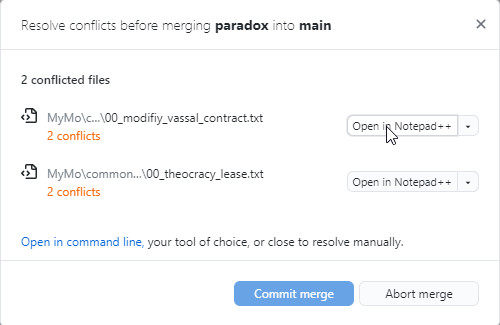 Resolve conflicts before merging paradox into main
2 conflicted files
MyMo\c...\00_modifiy_vassal_contract.txt
Open in Notepad++
2 conflicts
MyMo\common...\00_theocracy_lease.txt
Open in Notepad++
2 conflicts
Open in command line, your tool of choice, or close to resolve manually.
Commit merge
Abort merge